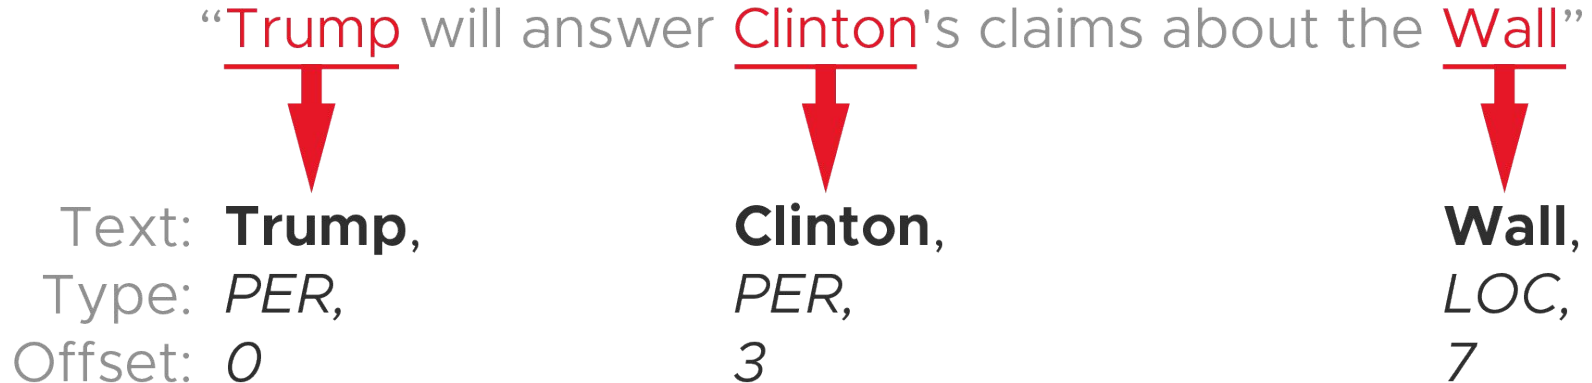 “Trump will answer Clinton's claims about the Wall”
Text: Trump, Clinton, Wall,
Type: PER, PER, LOC,
Offset: 0 3 7